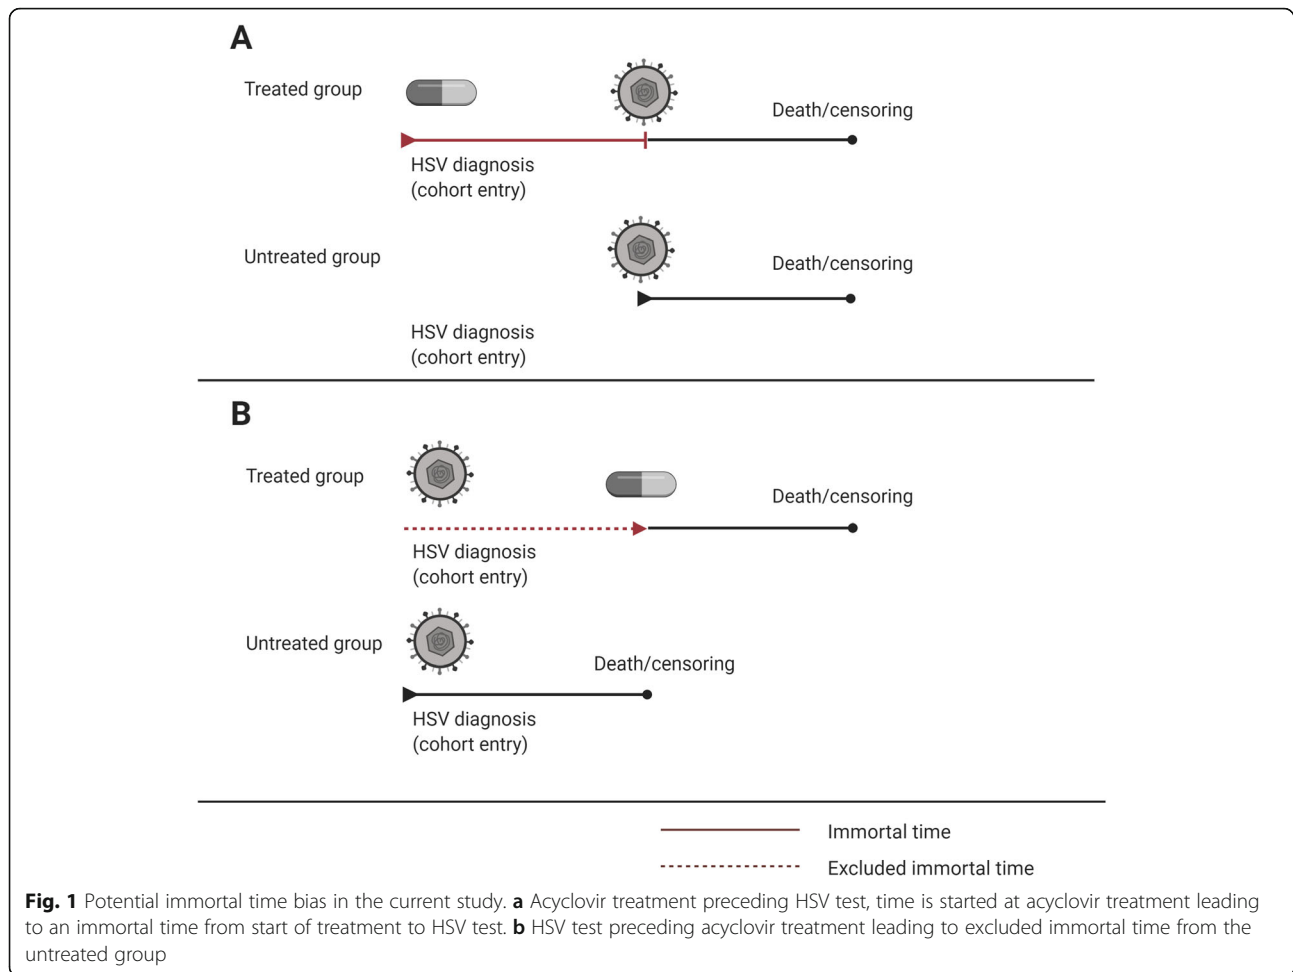 A
Treated group
Death/censoring
HSV diagnosis
(cohort entry)
Untreated group
Death/censoring
HSV diagnosis
(cohort entry)
B
Treated group
Death/censoring
HSV diagnosis
(cohort entry)
Untreated group
Death/censoring
HSV diagnosis
(cohort entry)
Immortal time
Excluded immortal time
Fig. 1 Potential immortal time bias in the current study. a Acyclovir treatment preceding HSV test, time is started at acyclovir treatment leading
to an immortal time from start of treatment to HSV test. b HSV test preceding acyclovir treatment leading to excluded immortal time from the
untreated group